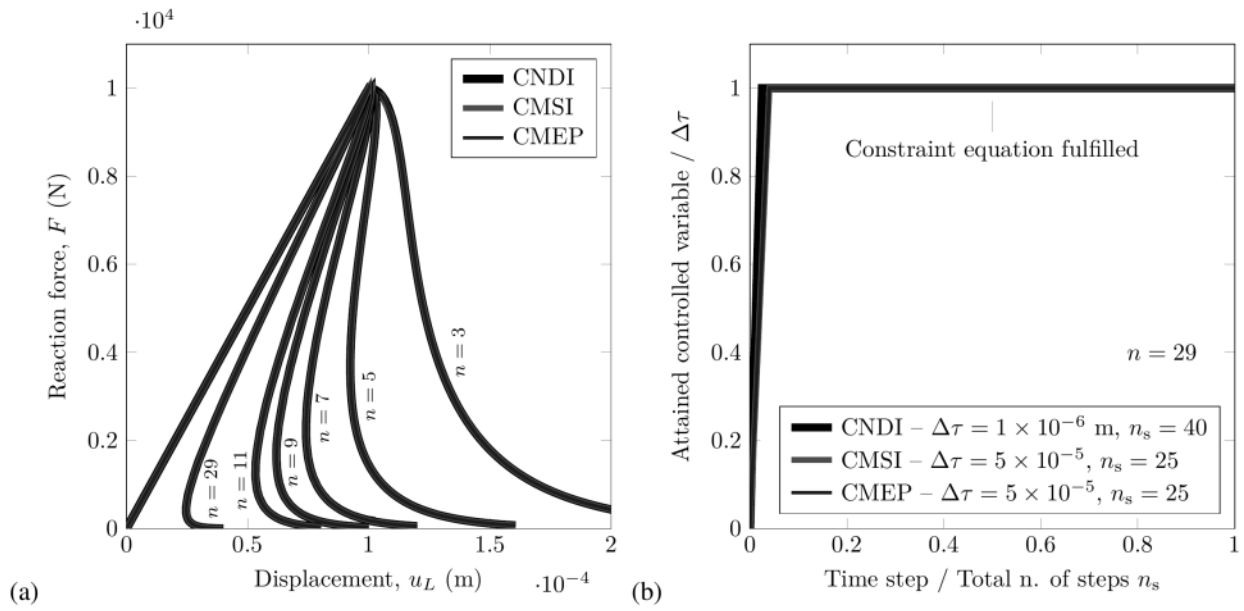 ·10⁴
1
0.8
0.6
0.4
0.2
0
Reaction force, F (N)
CNDI
CMSI
CMEP
n = 29
n = 11
n = 9
n = 7
n = 5
n = 3
0
0.5
1
1.5
2
Displacement, u_L (m)
·10⁻⁴
(a)
1
0.8
0.6
0.4
0.2
0
Attained controlled variable / Δτ
Constraint equation fulfilled
n = 29
CNDI – Δτ = 1 × 10⁻⁶ m, nₛ = 40
CMSI – Δτ = 5 × 10⁻⁵, nₛ = 25
CMEP – Δτ = 5 × 10⁻⁵, nₛ = 25
0
0.2
0.4
0.6
0.8
1
Time step / Total n. of steps nₛ
(b)